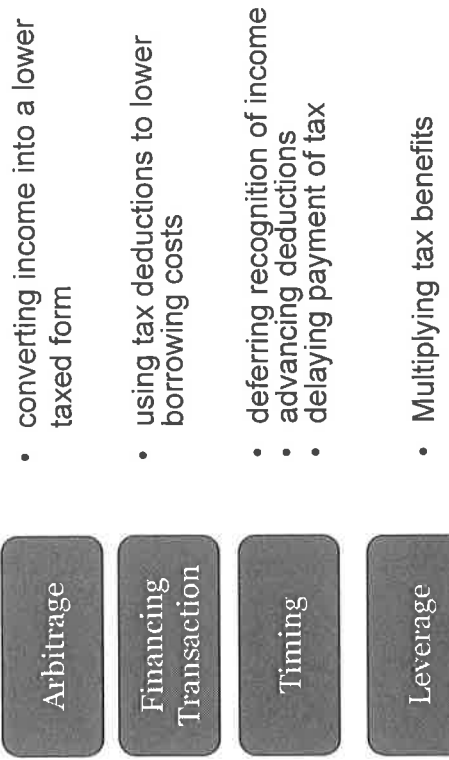 Arbitrage
• converting income into a lower
taxed form
Financing
Transaction
• using tax deductions to lower
borrowing costs
Timing
• deferring recognition of income
• advancing deductions
• delaying payment of tax
Leverage
• Multiplying tax benefits